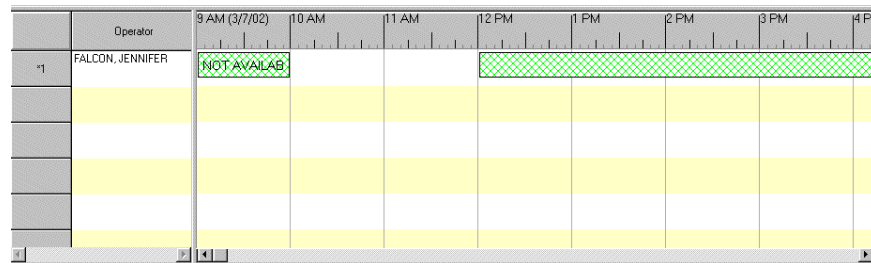 Operator
9 AM (3/7/02) 10 AM 11 AM 12 PM 1 PM 2 PM 3 PM 4 P
*1 FALCON, JENNIFER NOT AVAILAB